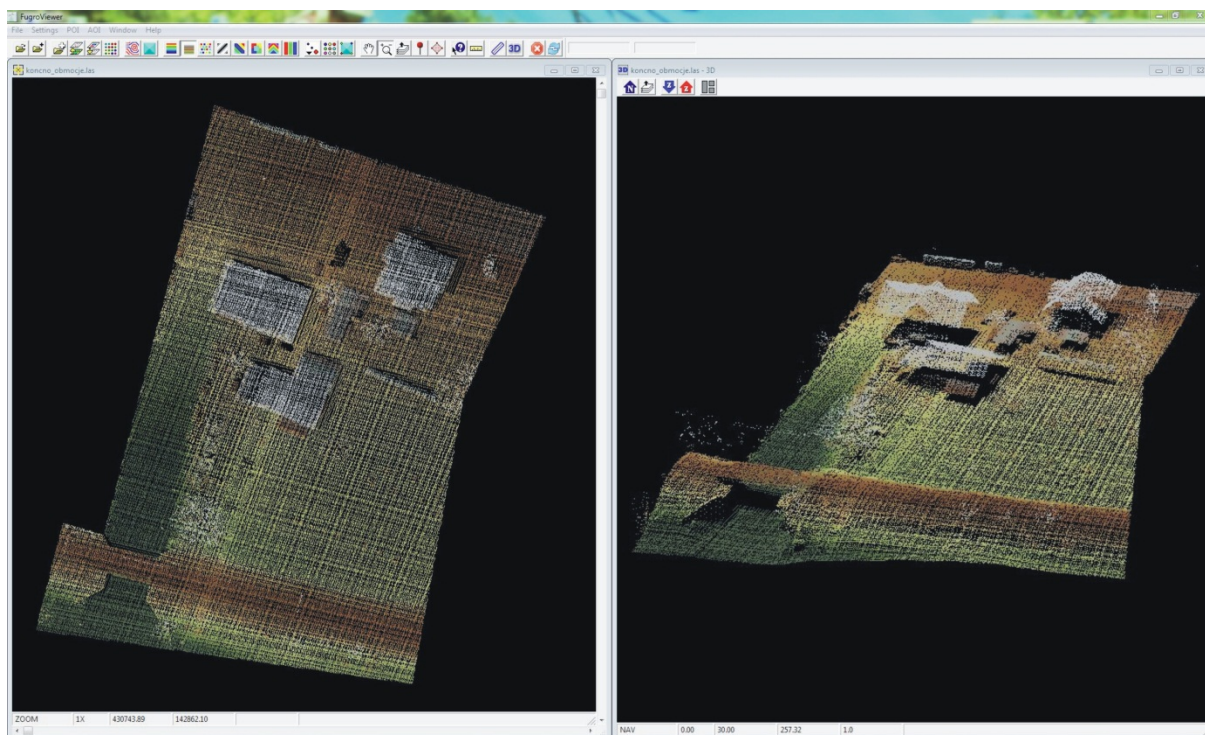 FugroViewer
File Settings POI AOI Window Help
3D
koncno_obmocje.las
3D koncno_obmocje.las - 3D
N Z Z
ZOOM 1X 430743.89 142862.10
NAV 0.00 30.00 257.32 1.0